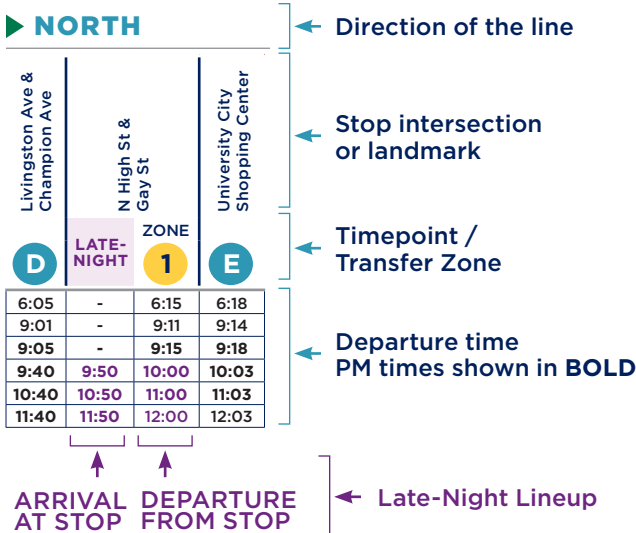 NORTH
Direction of the line
Livingston Ave &
Champion Ave
N High St &
Gay St
University City
Shopping Center
Stop intersection
or landmark
D
LATE-
NIGHT
ZONE
1
E
Timepoint /
Transfer Zone
6:05 - 6:15 6:18
9:01 - 9:11 9:14
9:05 - 9:15 9:18
9:40 9:50 10:00 10:03
10:40 10:50 11:00 11:03
11:40 11:50 12:00 12:03
Departure time
PM times shown in BOLD
ARRIVAL
AT STOP
DEPARTURE
FROM STOP
Late-Night Lineup